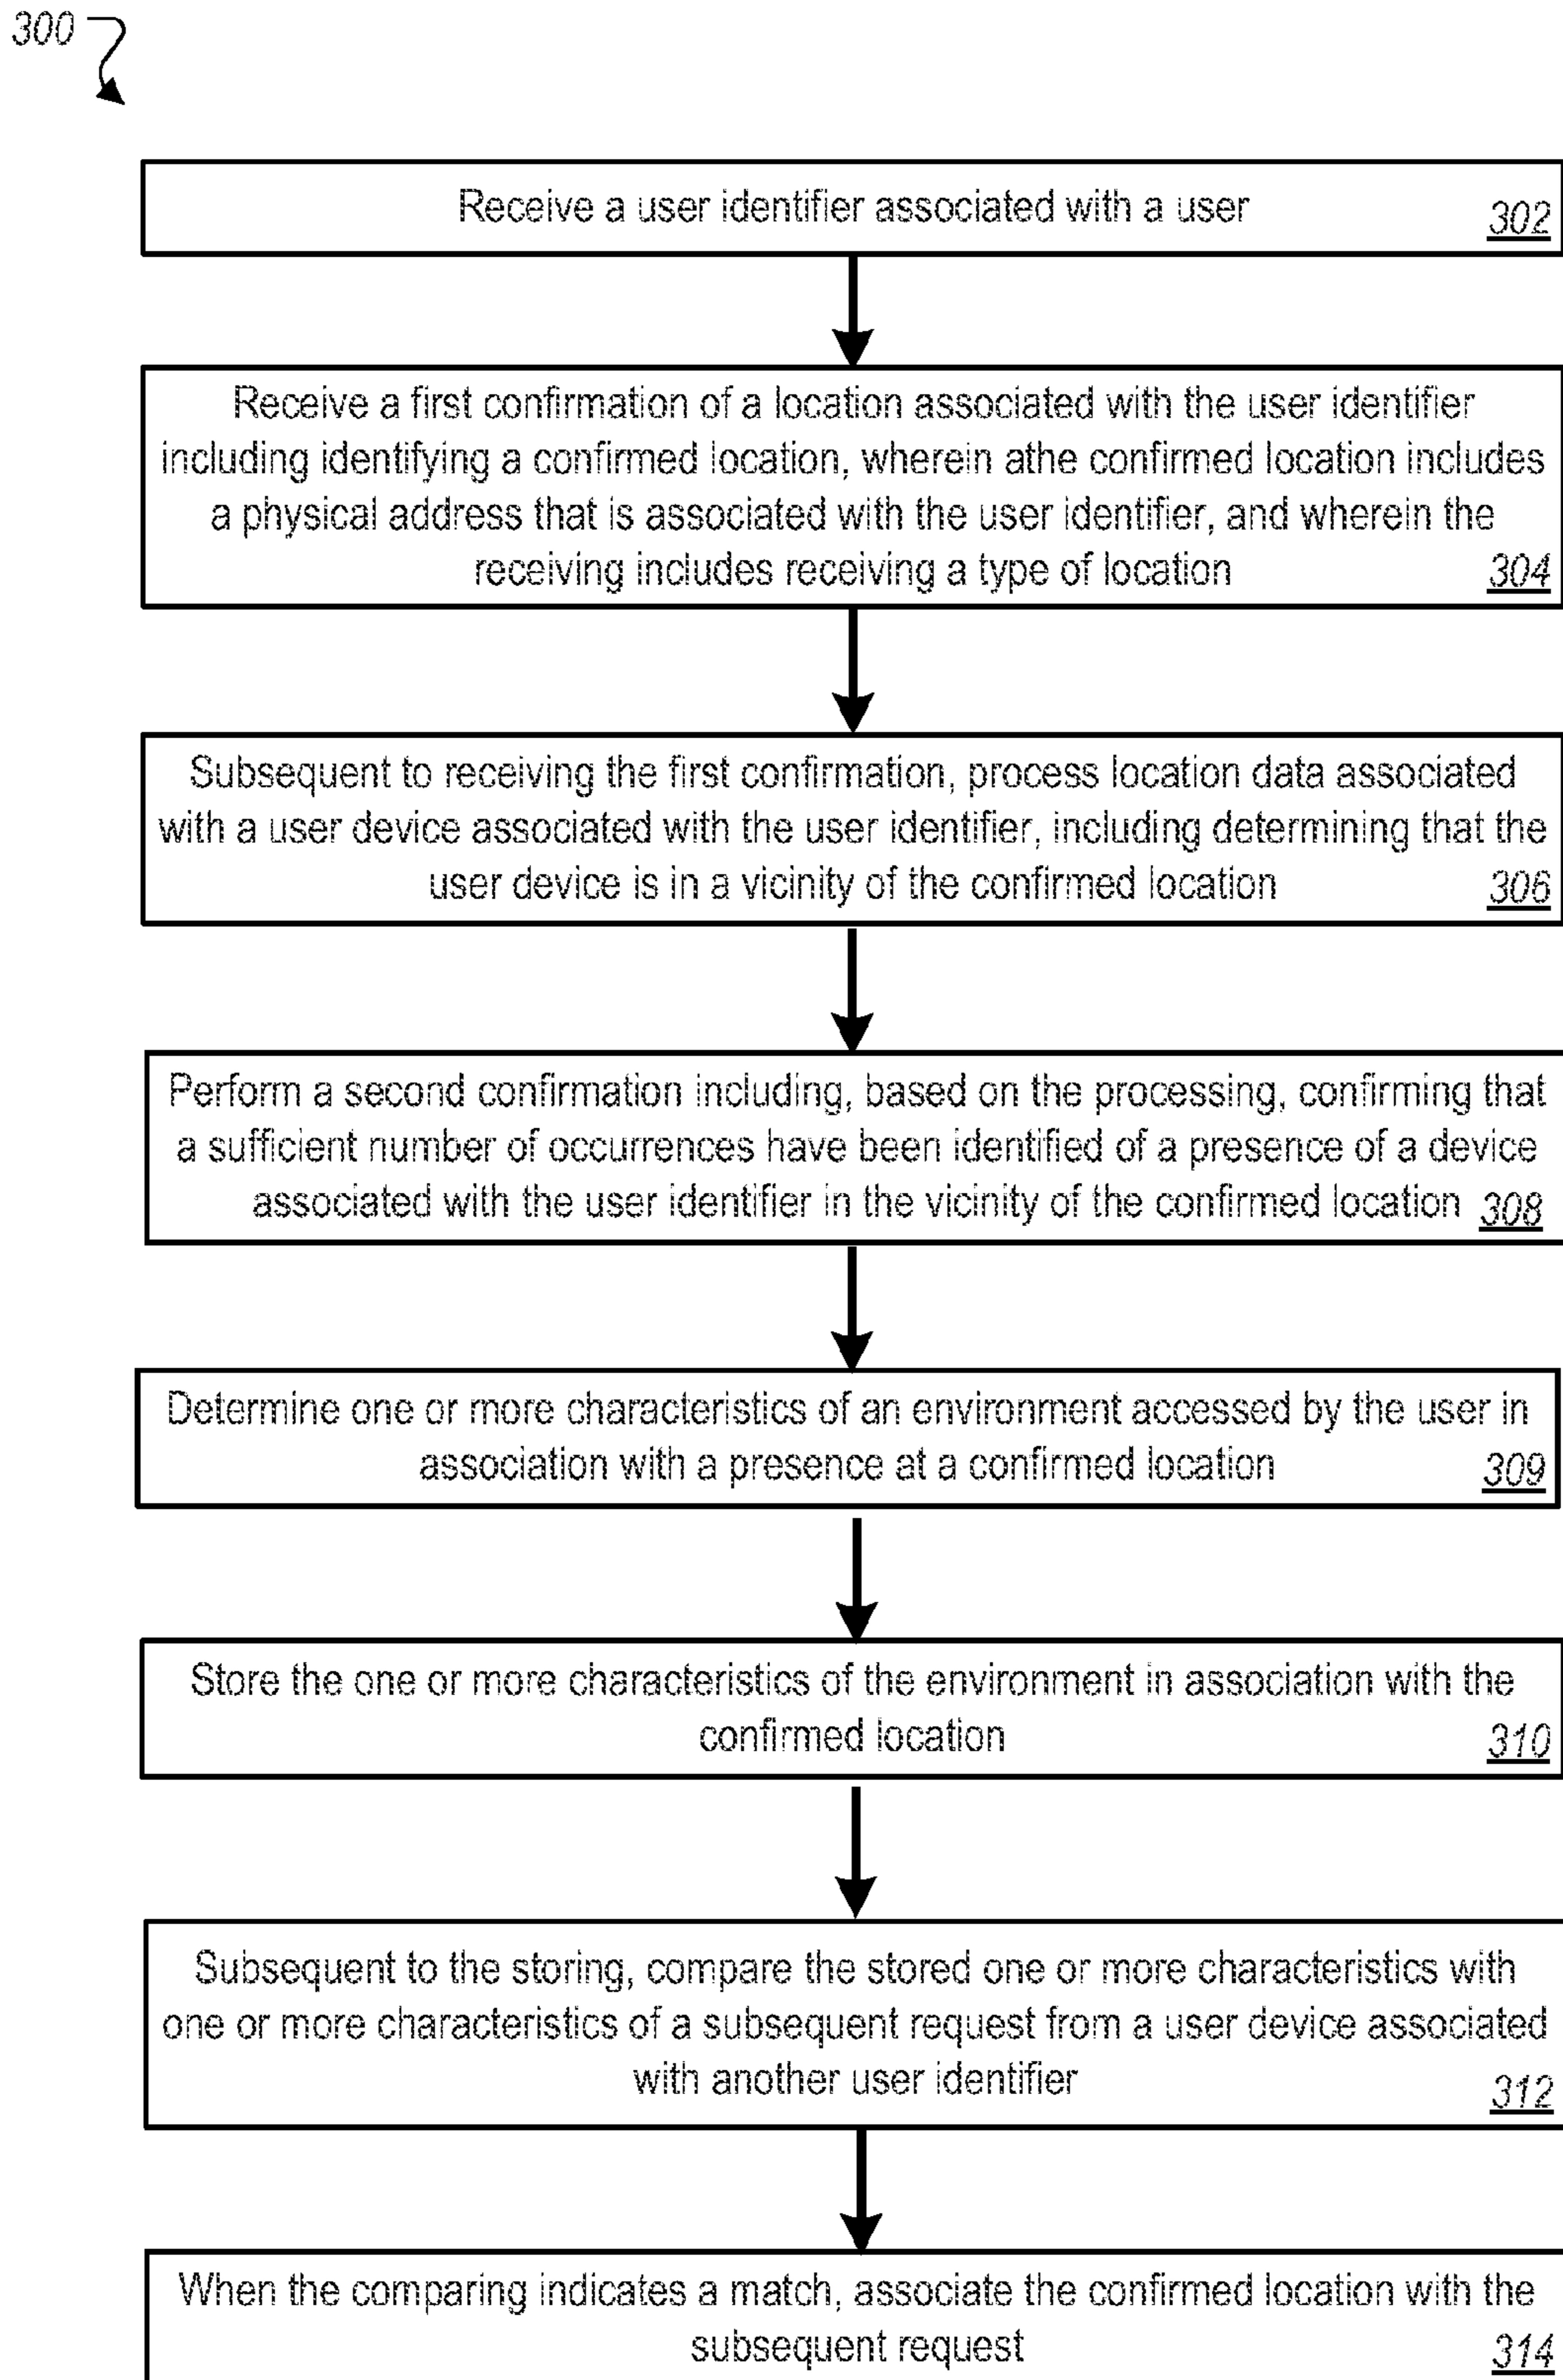 300
Receive a user identifier associated with a user
302
Receive a first confirmation of a location associated with the user identifier
including identifying a confirmed location, wherein athe confirmed location includes
a physical address that is associated with the user identifier, and wherein the
receiving includes receiving a type of location
304
Subsequent to receiving the first confirmation, process location data associated
with a user device associated with the user identifier, including determining that the
user device is in a vicinity of the confirmed location
306
Perform a second confirmation including, based on the processing, confirming that
a sufficient number of occurrences have been identified of a presence of a device
associated with the user identifier in the vicinity of the confirmed location
308
Determine one or more characteristics of an environment accessed by the user in
association with a presence at a confirmed location
309
Store the one or more characteristics of the environment in association with the
confirmed location
310
Subsequent to the storing, compare the stored one or more characteristics with
one or more characteristics of a subsequent request from a user device associated
with another user identifier
312
When the comparing indicates a match, associate the confirmed location with the
subsequent request
314